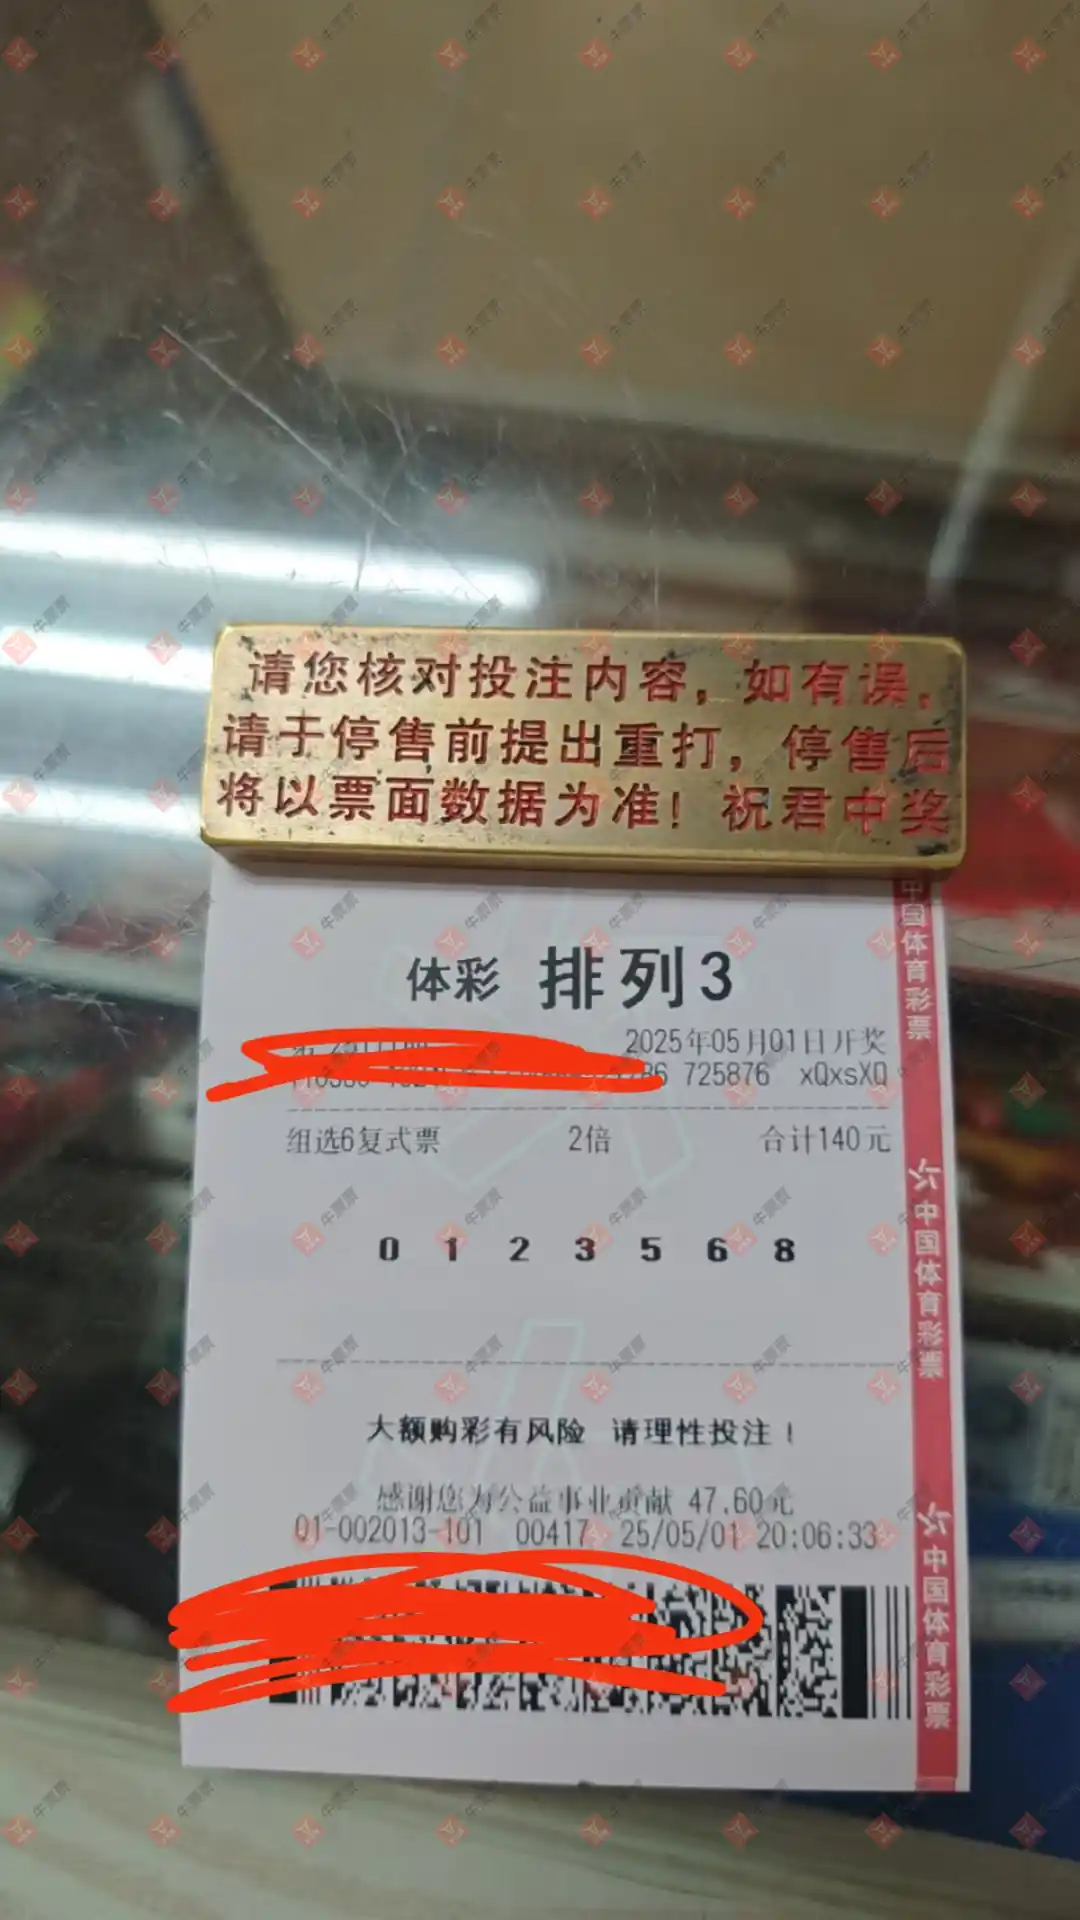 请您核对投注内容，如有误，
请于停售前提出重打，停售后
将以票面数据为准！祝君中奖
体彩 排列3
2025年05月01日开奖
725876 xQxsXQ
组选6复式票 2倍 合计140元
0 1 2 3 5 6 8
大额购彩有风险 请理性投注！
感谢您为公益事业贡献 47.60元
01-002013-101 00417 25/05/01 20:06:33
中国体育彩票
中国体育彩票
中国体育彩票
牛票票